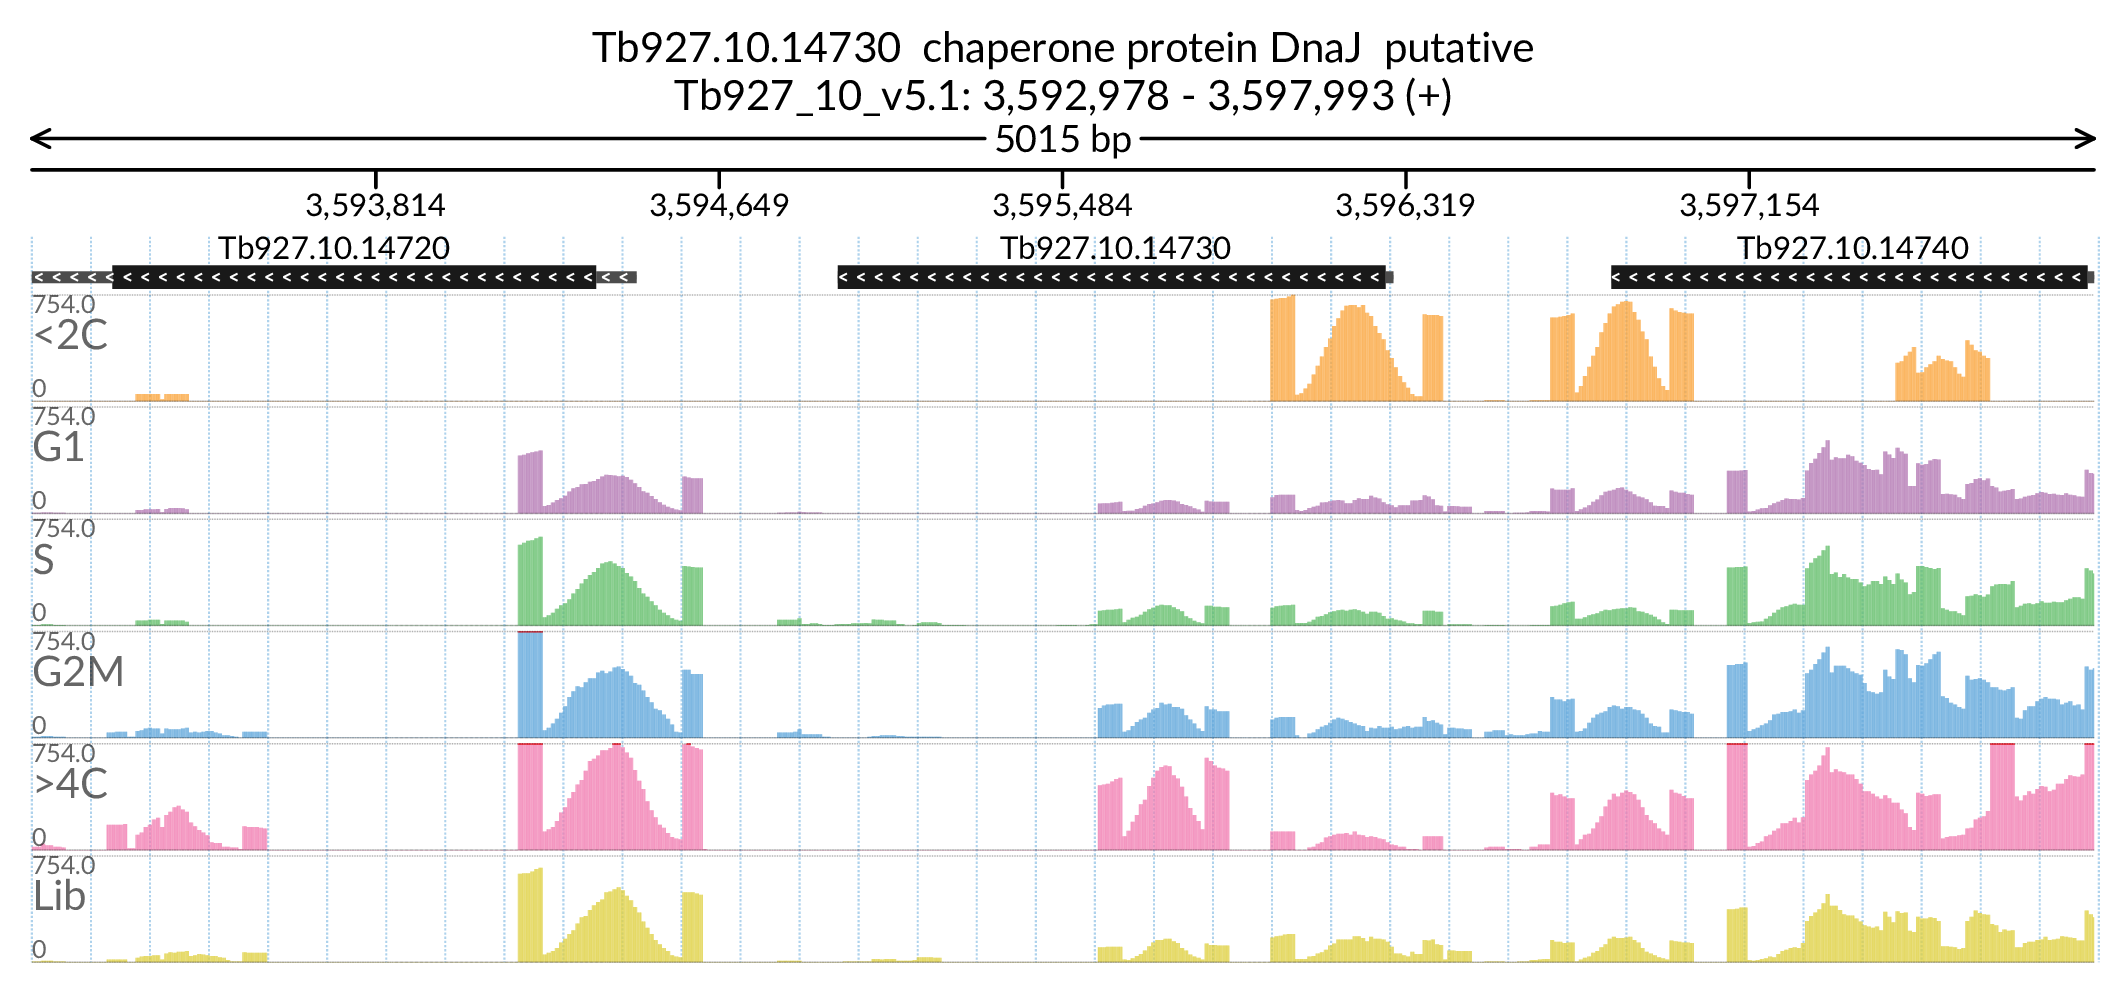 Tb927.10.14730 chaperone protein DnaJ putative
Tb927_10_v5.1: 3,592,978 - 3,597,993 (+)
5015 bp
3,593,814 3,594,649 3,595,484 3,596,319 3,597,154
Tb927.10.14720 Tb927.10.14730 Tb927.10.14740
754.0
<2C
0
754.0
G1
0
754.0
S
0
754.0
G2M
0
754.0
>4C
0
754.0
Lib
0